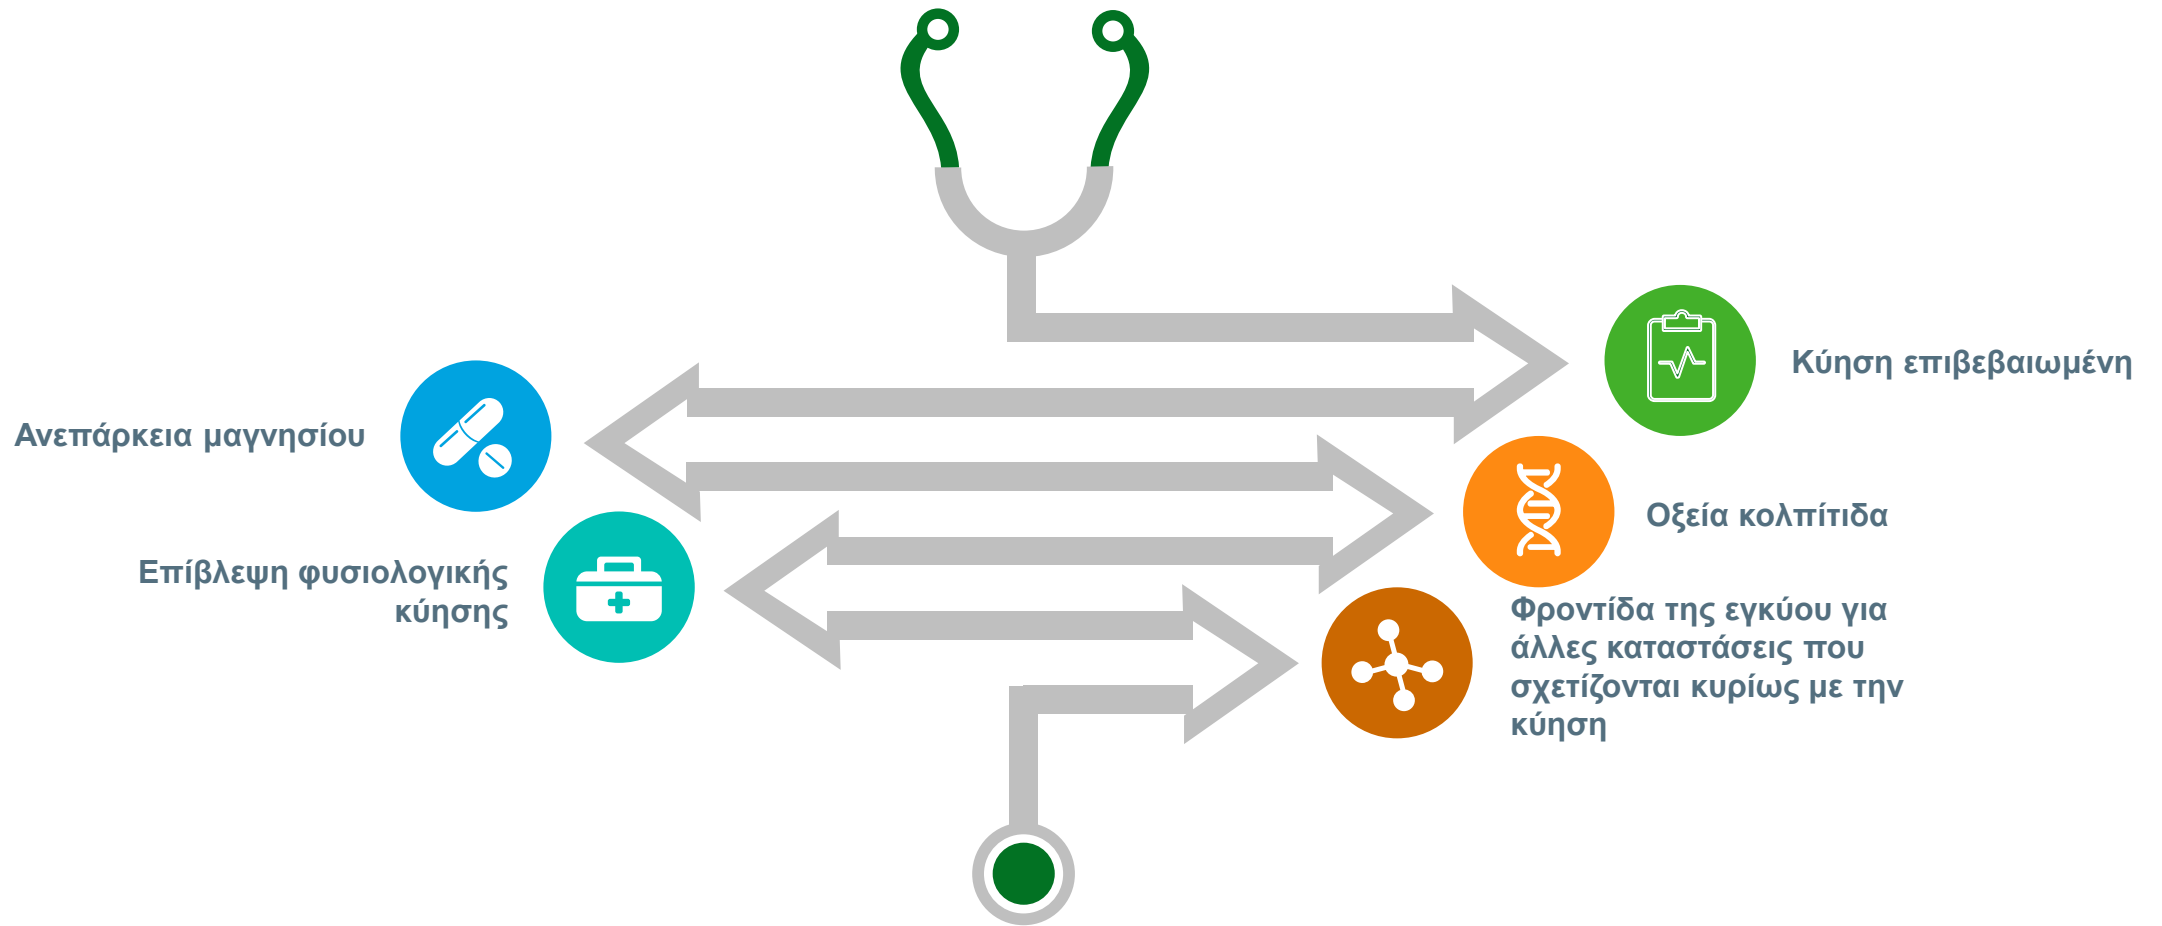 Κύηση επιβεβαιωμένη
Ανεπάρκεια μαγνησίου
Οξεία κολπίτιδα
Επίβλεψη φυσιολογικής
κύησης
Φροντίδα της εγκύου για
άλλες καταστάσεις που
σχετίζονται κυρίως με την
κύηση